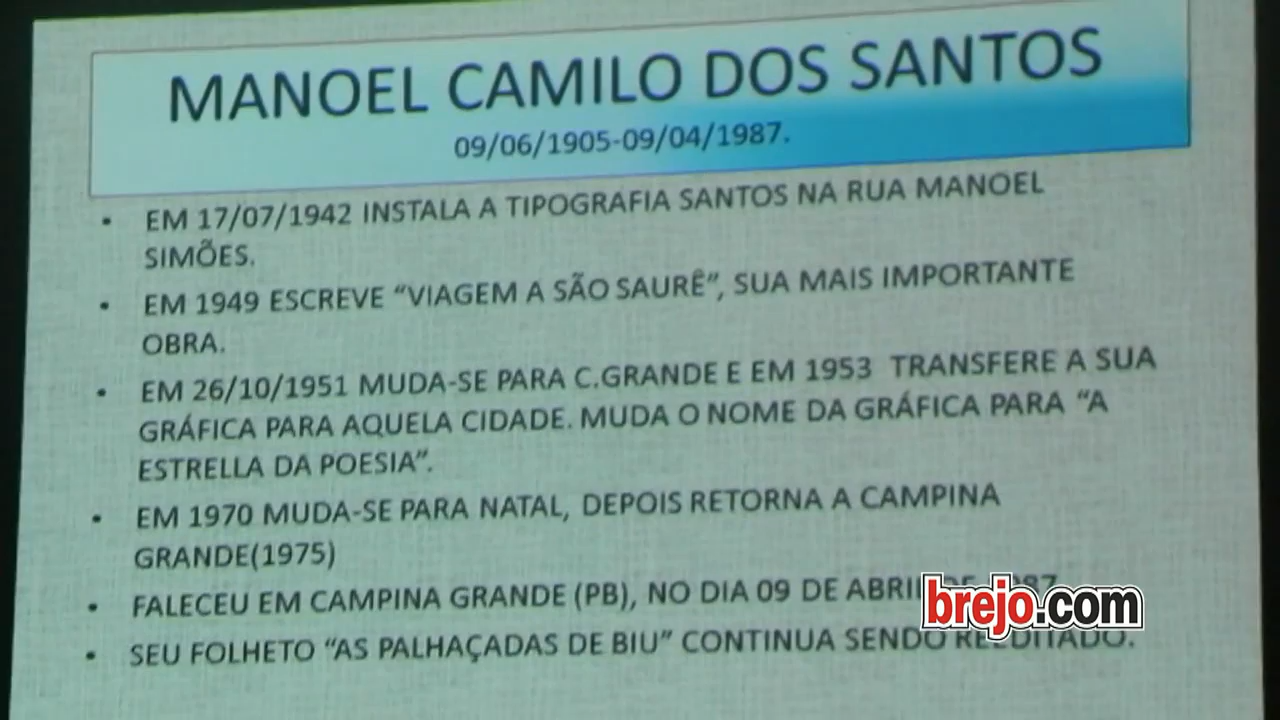 MANOEL CAMILO DOS SANTOS
09/06/1905-09/04/1987.
• EM 17/07/1942 INSTALA A TIPOGRAFIA SANTOS NA RUA MANOEL
SIMÕES.
• EM 1949 ESCREVE “VIAGEM A SÃO SAURÊ”, SUA MAIS IMPORTANTE
OBRA.
• EM 26/10/1951 MUDA-SE PARA C.GRANDE E EM 1953 TRANSFERE A SUA
GRÁFICA PARA AQUELA CIDADE. MUDA O NOME DA GRÁFICA PARA “A
ESTRELLA DA POESIA”.
• EM 1970 MUDA-SE PARA NATAL, DEPOIS RETORNA A CAMPINA
GRANDE(1975)
• FALECEU EM CAMPINA GRANDE (PB), NO DIA 09 DE ABRIL DE 1987
• SEU FOLHETO “AS PALHAÇADAS DE BIU” CONTINUA SENDO REEDITADO.
brejo.com